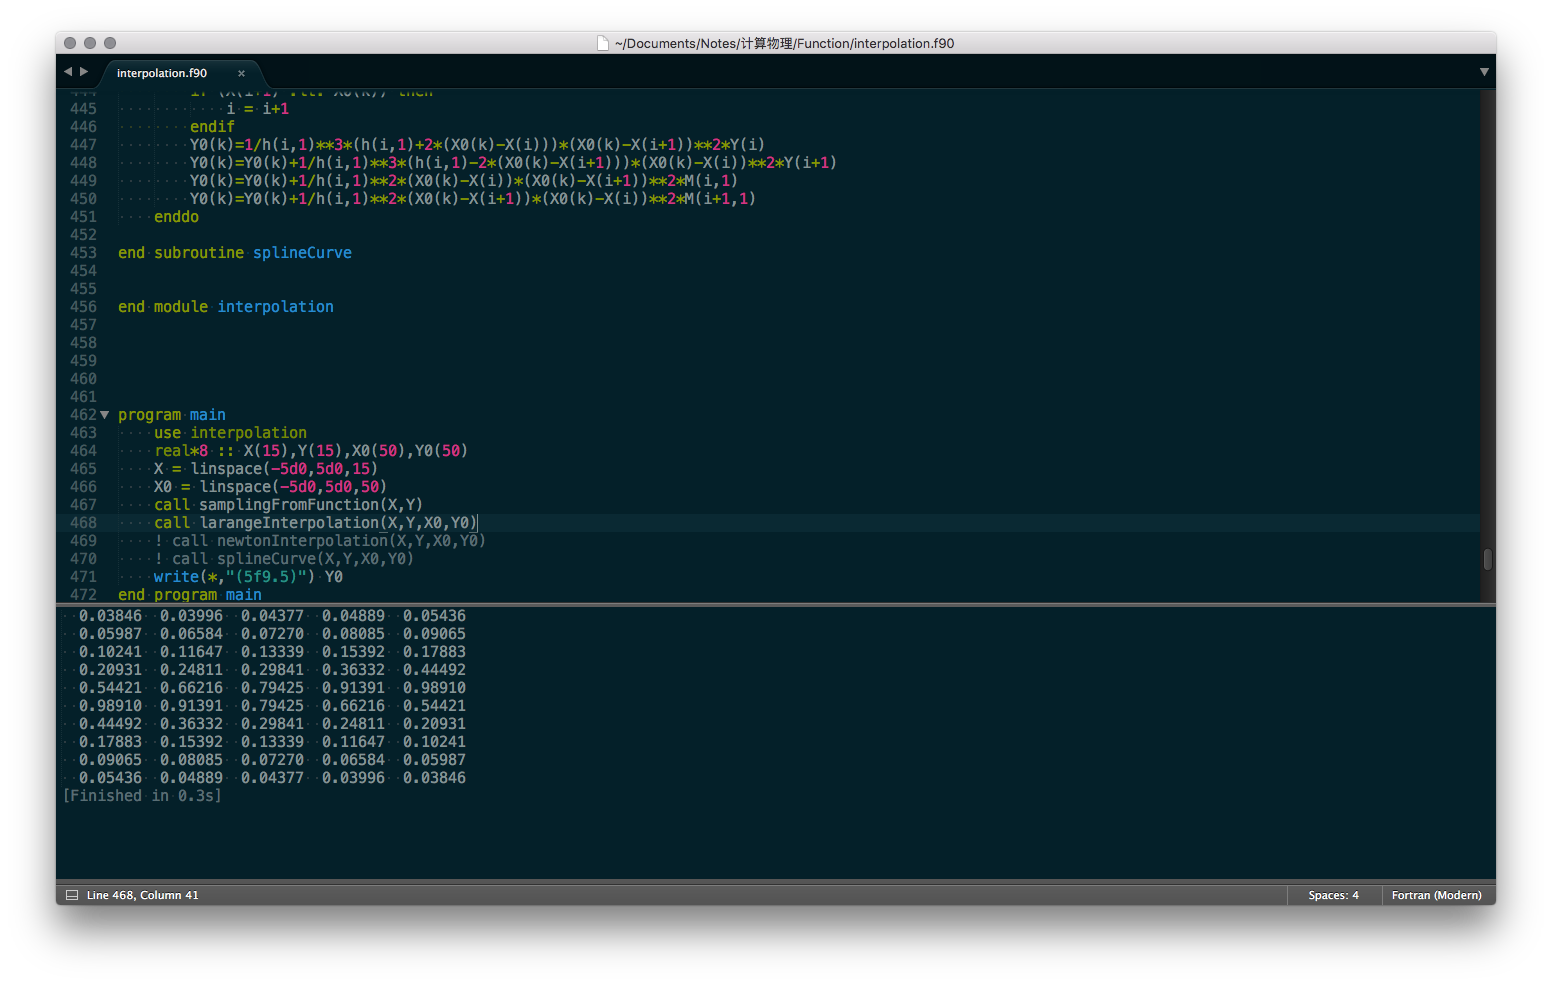 ~/Documents/Notes/计算物理/Function/interpolation.f90
interpolation.f90 ×
444 if (X(i+1) .lt. X0(k)) then
445 i = i+1
446 endif
447 Y0(k)=1/h(i,1)**3*(h(i,1)+2*(X0(k)-X(i)))*(X0(k)-X(i+1))**2*Y(i)
448 Y0(k)=Y0(k)+1/h(i,1)**3*(h(i,1)-2*(X0(k)-X(i+1)))*(X0(k)-X(i))**2*Y(i+1)
449 Y0(k)=Y0(k)+1/h(i,1)**2*(X0(k)-X(i))*(X0(k)-X(i+1))**2*M(i,1)
450 Y0(k)=Y0(k)+1/h(i,1)**2*(X0(k)-X(i+1))*(X0(k)-X(i))**2*M(i+1,1)
451 enddo
452
453 end subroutine splineCurve
454
455
456 end module interpolation
457
458
459
460
461
462 program main
463 use interpolation
464 real*8 :: X(15),Y(15),X0(50),Y0(50)
465 X = linspace(-5d0,5d0,15)
466 X0 = linspace(-5d0,5d0,50)
467 call samplingFromFunction(X,Y)
468 call larangeInterpolation(X,Y,X0,Y0)
469 ! call newtonInterpolation(X,Y,X0,Y0)
470 ! call splineCurve(X,Y,X0,Y0)
471 write(*,"(5f9.5)") Y0
472 end program main
0.03846 0.03996 0.04377 0.04889 0.05436
0.05987 0.06584 0.07270 0.08085 0.09065
0.10241 0.11647 0.13339 0.15392 0.17883
0.20931 0.24811 0.29841 0.36332 0.44492
0.54421 0.66216 0.79425 0.91391 0.98910
0.98910 0.91391 0.79425 0.66216 0.54421
0.44492 0.36332 0.29841 0.24811 0.20931
0.17883 0.15392 0.13339 0.11647 0.10241
0.09065 0.08085 0.07270 0.06584 0.05987
0.05436 0.04889 0.04377 0.03996 0.03846
[Finished in 0.3s]
Line 468, Column 41 Spaces: 4 Fortran (Modern)